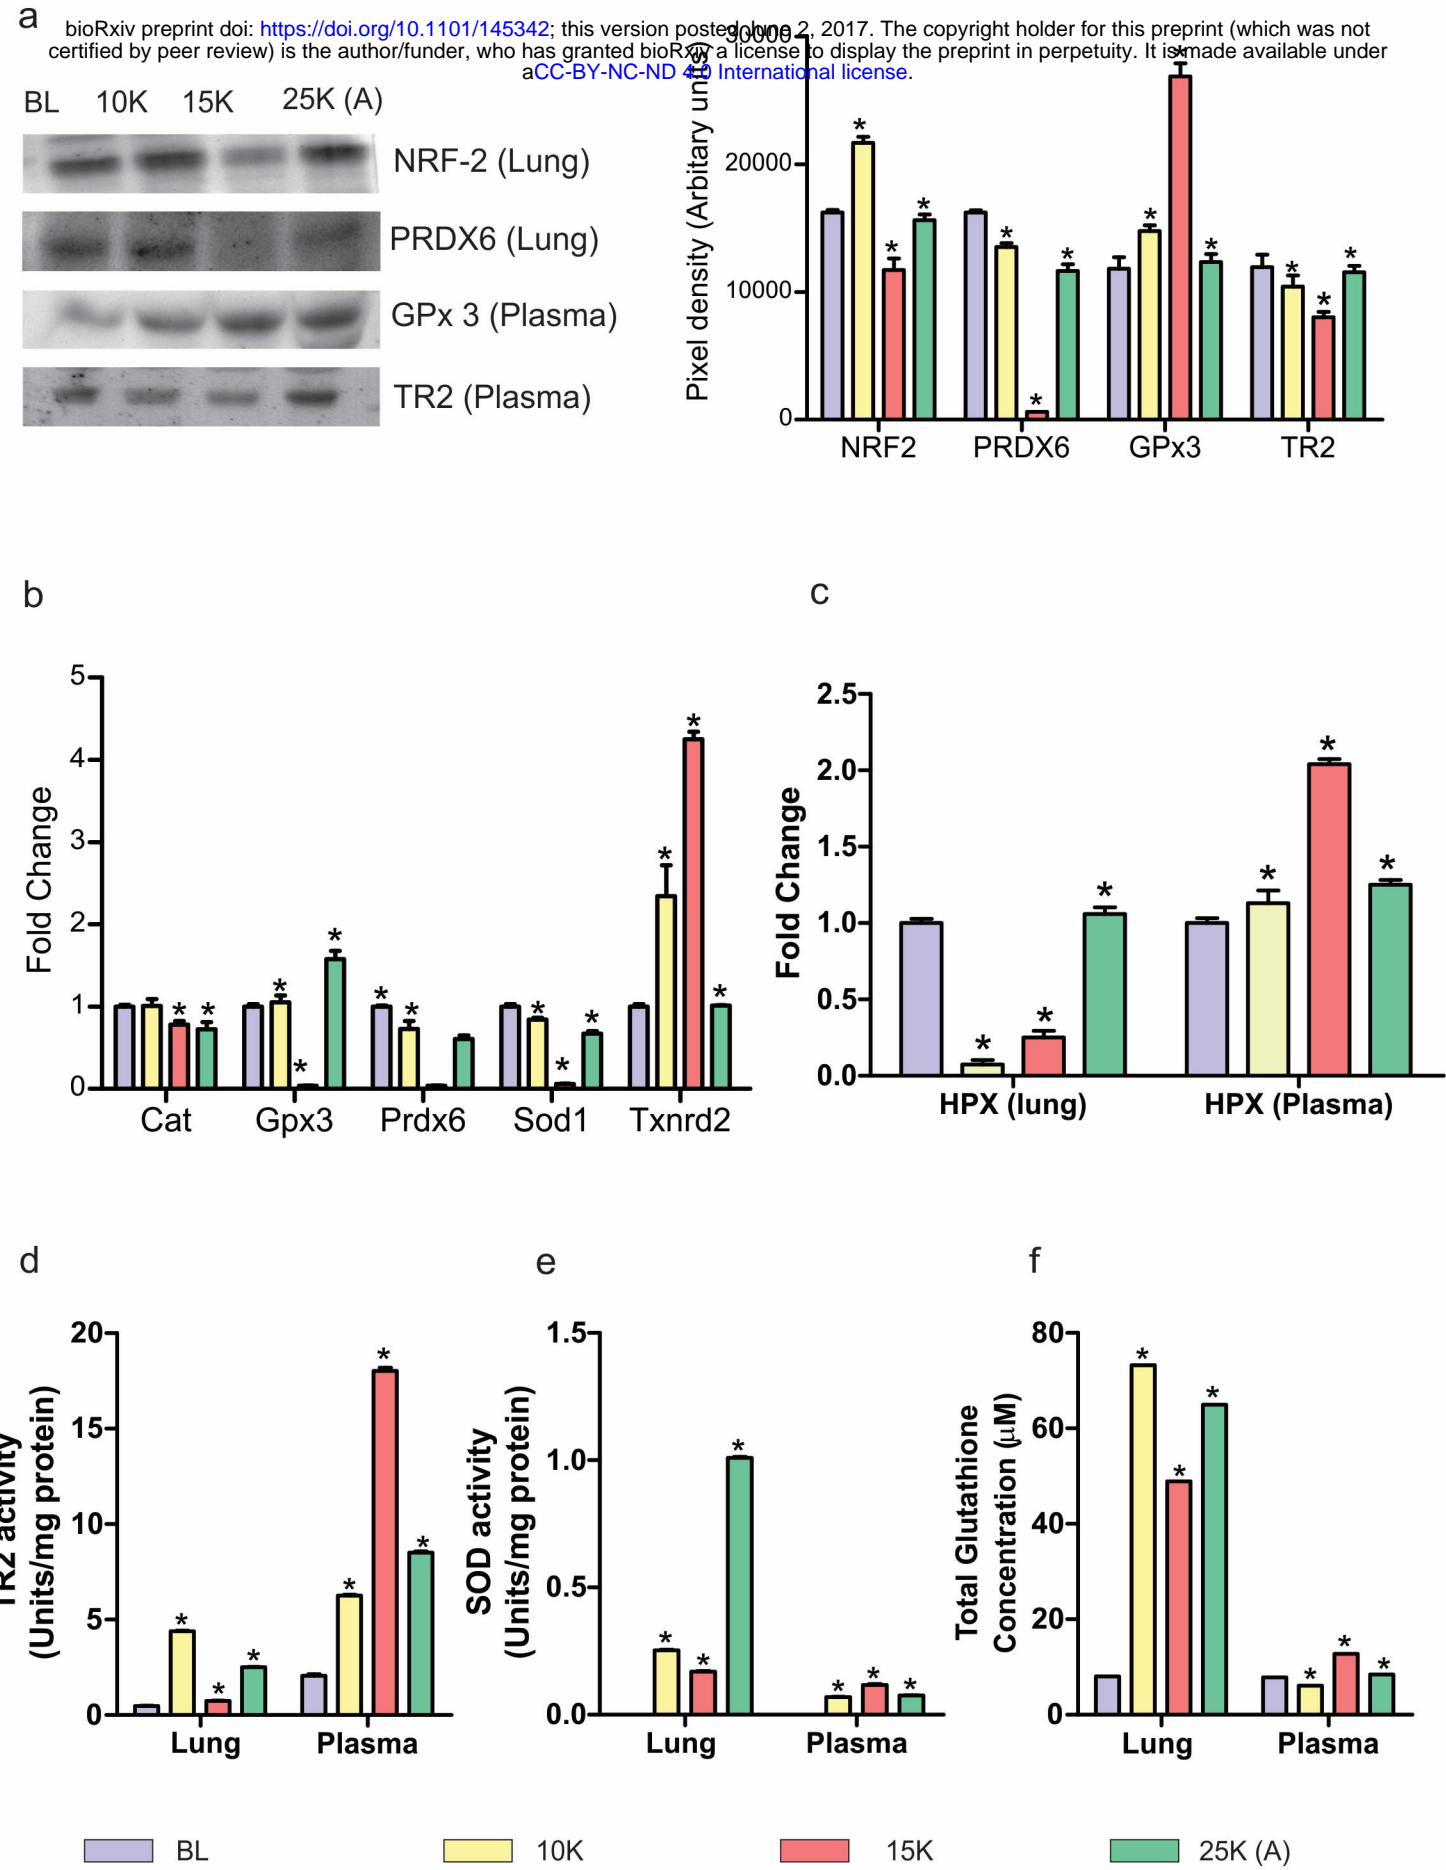 a
bioRxiv preprint doi: https://doi.org/10.1101/145342; this version posted June 2, 2017. The copyright holder for this preprint (which was not
certified by peer review) is the author/funder, who has granted bioRxiv a license to display the preprint in perpetuity. It is made available under
aCC-BY-NC-ND 4.0 International license.
BL 10K 15K 25K (A)
NRF-2 (Lung)
PRDX6 (Lung)
GPx 3 (Plasma)
TR2 (Plasma)
Pixel density (Arbitary units)
30000
20000
10000
0
* * * * * * * * * * * *
NRF2 PRDX6 GPx3 TR2
b
Fold Change
5
4
3
2
1
0
* * * * * * * * * * * * *
Cat Gpx3 Prdx6 Sod1 Txnrd2
c
Fold Change
2.5
2.0
1.5
1.0
0.5
0.0
* * * * * *
HPX (lung) HPX (Plasma)
d
TR2 activity
(Units/mg protein)
20
15
10
5
0
* * * * * *
Lung Plasma
e
SOD activity
(Units/mg protein)
1.5
1.0
0.5
0.0
* * * * * *
Lung Plasma
f
Total Glutathione
Concentration (µM)
80
60
40
20
0
* * * * * *
Lung Plasma
BL 10K 15K 25K (A)